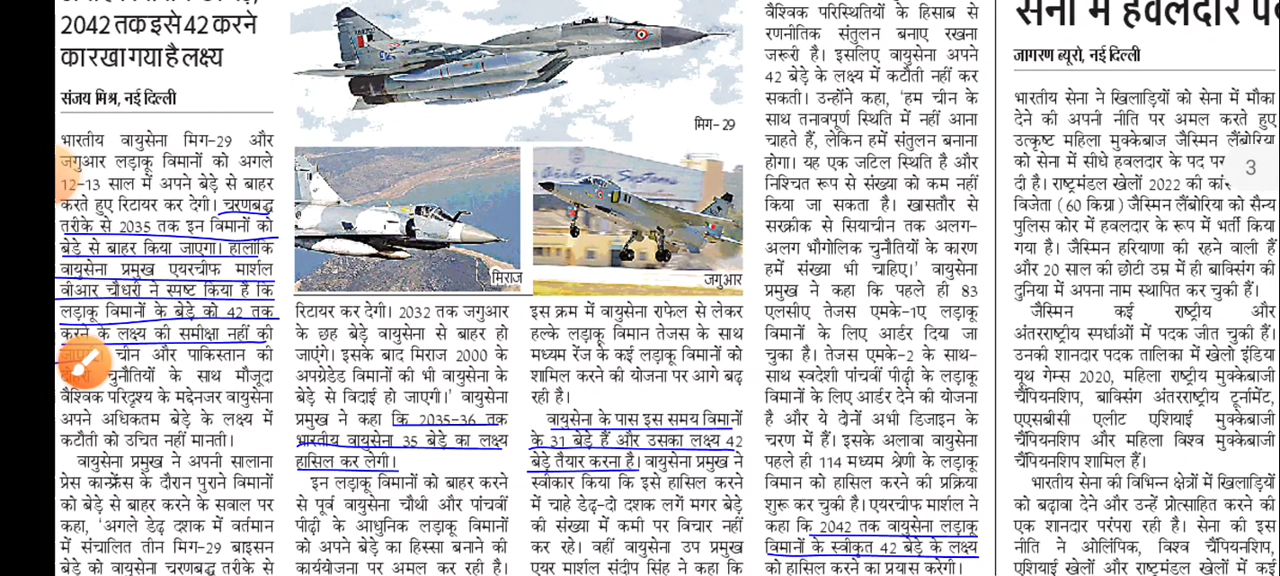 2042 तक इसे 42 करने
का रखा गया है लक्ष्य
संजय मिश्र, नई दिल्ली
भारतीय वायुसेना मिग-29 और
जगुआर लड़ाकू विमानों को अगले
12-13 साल में अपने बेड़े से बाहर
करते हुए रिटायर कर देगी। चरणबद्ध
तरीके से 2035 तक इन विमानों को
बेड़े से बाहर किया जाएगा। हालांकि
वायुसेना प्रमुख एयरचीफ मार्शल
वीआर चौधरी ने स्पष्ट किया है कि
लड़ाकू विमानों के बेड़े को 42 तक
करने के लक्ष्य की समीक्षा नहीं की
चीन और पाकिस्तान की
चुनौतियों के साथ मौजूदा
वैश्विक परिदृश्य के मद्देनजर वायुसेना
अपने अधिकतम बेड़े के लक्ष्य में
कटौती को उचित नहीं मानती।
वायुसेना प्रमुख ने अपनी सालाना
प्रेस कान्फ्रेंस के दौरान पुराने विमानों
को बेड़े से बाहर करने के सवाल पर
कहा, 'अगले डेढ़ दशक में वर्तमान
में संचालित तीन मिग-29 बाइसन
बेड़े को वायुसेना चरणबद्ध तरीके से
मिग-29
मिराज
जगुआर
रिटायर कर देगी। 2032 तक जगुआर
के छह बेड़े वायुसेना से बाहर हो
जाएंगे। इसके बाद मिराज 2000 के
अपग्रेडेड विमानों की भी वायुसेना के
बेड़े से विदाई हो जाएगी।' वायुसेना
प्रमुख ने कहा कि 2035-36 तक
भारतीय वायुसेना 35 बेड़े का लक्ष्य
हासिल कर लेगी।
इन लड़ाकू विमानों को बाहर करने
से पूर्व वायुसेना चौथी और पांचवीं
पीढ़ी के आधुनिक लड़ाकू विमानों
को अपने बेड़े का हिस्सा बनाने की
कार्ययोजना पर अमल कर रही है।
इस क्रम में वायुसेना राफेल से लेकर
हल्के लड़ाकू विमान तेजस के साथ
मध्यम रेंज के कई लड़ाकू विमानों को
शामिल करने की योजना पर आगे बढ़
रही है।
वायुसेना के पास इस समय विमानों
के 31 बेड़े हैं और उसका लक्ष्य 42
बेड़े तैयार करना है। वायुसेना प्रमुख ने
स्वीकार किया कि इसे हासिल करने
में चाहे डेढ़-दो दशक लगें मगर बेड़े
की संख्या में कमी पर विचार नहीं
कर रहे। वहीं वायुसेना उप प्रमुख
एयर मार्शल संदीप सिंह ने कहा कि
वैश्विक परिस्थितियों के हिसाब से
रणनीतिक संतुलन बनाए रखना
जरूरी है। इसलिए वायुसेना अपने
42 बेड़े के लक्ष्य में कटौती नहीं कर
सकती। उन्होंने कहा, 'हम चीन के
साथ तनावपूर्ण स्थिति में नहीं आना
चाहते हैं, लेकिन हमें संतुलन बनाना
होगा। यह एक जटिल स्थिति है और
निश्चित रूप से संख्या को कम नहीं
किया जा सकता है। खासतौर से
सरक्रीक से सियाचीन तक अलग-
अलग भौगोलिक चुनौतियों के कारण
हमें संख्या भी चाहिए।' वायुसेना
प्रमुख ने कहा कि पहले ही 83
एलसीए तेजस एमके-1ए लड़ाकू
विमानों के लिए आर्डर दिया जा
चुका है। तेजस एमके-2 के साथ-
साथ स्वदेशी पांचवीं पीढ़ी के लड़ाकू
विमानों के लिए आर्डर देने की योजना
है और ये दोनों अभी डिजाइन के
चरण में हैं। इसके अलावा वायुसेना
पहले ही 114 मध्यम श्रेणी के लड़ाकू
विमान को हासिल करने की प्रक्रिया
शुरू कर चुकी है। एयरचीफ मार्शल ने
कहा कि 2042 तक वायुसेना लड़ाकू
विमानों के स्वीकृत 42 बेड़े के लक्ष्य
को हासिल करने का प्रयास करेगी।
सेना में हवलदार
जागरण ब्यूरो, नई दिल्ली
भारतीय सेना ने खिलाड़ियों को सेना में मौका
देने की अपनी नीति पर अमल करते हुए
उत्कृष्ट महिला मुक्केबाज जैस्मिन लैंबोरिया
को सेना में सीधे हवलदार के पद पर
दी है। राष्ट्रमंडल खेलों 2022 की
विजेता (60 किग्रा) जैस्मिन लैंबोरिया को सैन्य
पुलिस कोर में हवलदार के रूप में भर्ती किया
गया है। जैस्मिन हरियाणा की रहने वाली हैं
और 20 साल की छोटी उम्र में ही बाक्सिंग की
दुनिया में अपना नाम स्थापित कर चुकी हैं।
जैस्मिन कई राष्ट्रीय और
अंतरराष्ट्रीय स्पर्धाओं में पदक जीत चुकी हैं।
उनकी शानदार पदक तालिका में खेलो इंडिया
यूथ गेम्स 2020, महिला राष्ट्रीय मुक्केबाजी
चैंपियनशिप, बाक्सिंग अंतरराष्ट्रीय टूर्नामेंट,
एएसबीसी एलीट एशियाई मुक्केबाजी
चैंपियनशिप और महिला विश्व मुक्केबाजी
चैंपियनशिप शामिल हैं।
भारतीय सेना की विभिन्न क्षेत्रों में खिलाड़ियों
को बढ़ावा देने और उन्हें प्रोत्साहित करने की
एक शानदार परंपरा रही है। सेना की इस
नीति ने ओलिंपिक, विश्व चैंपियनशिप,
एशियाई खेलों और राष्ट्रमंडल खेलों में कई
3